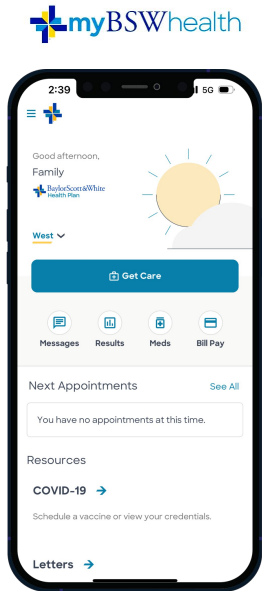 myBSWhealth
2:39
5G
Good afternoon,
Family
BaylorScott&White
Health Plan
West
Get Care
Messages Results Meds Bill Pay
Next Appointments See All
You have no appointments at this time.
Resources
COVID-19
Schedule a vaccine or view your credentials.
Letters